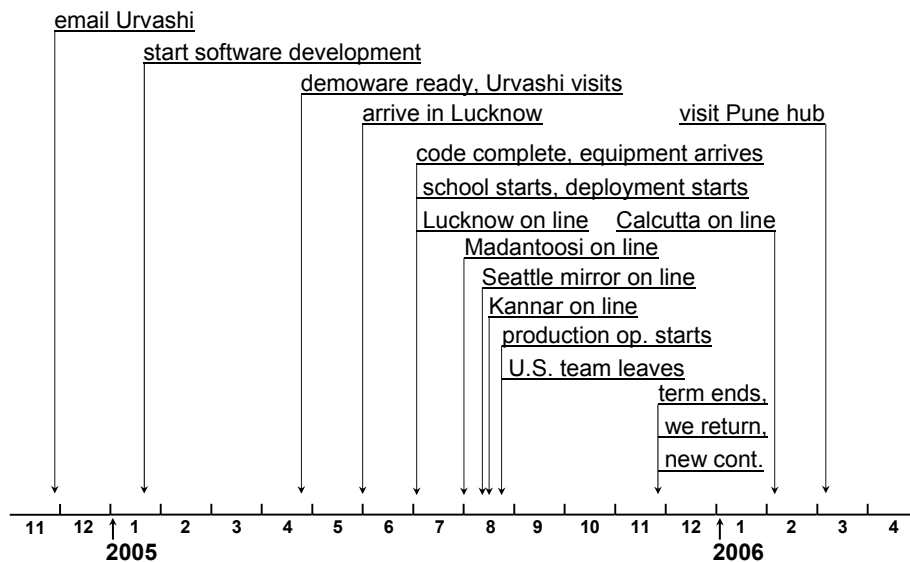 email Urvashi
start software development
demoware ready, Urvashi visits
arrive in Lucknow
visit Pune hub
code complete, equipment arrives
school starts, deployment starts
Lucknow on line
Calcutta on line
Madantoosi on line
Seattle mirror on line
Kannar on line
production op. starts
U.S. team leaves
term ends,
we return,
new cont.
11 12 1 2 3 4 5 6 7 8 9 10 11 12 1 2 3 4
2005 2006